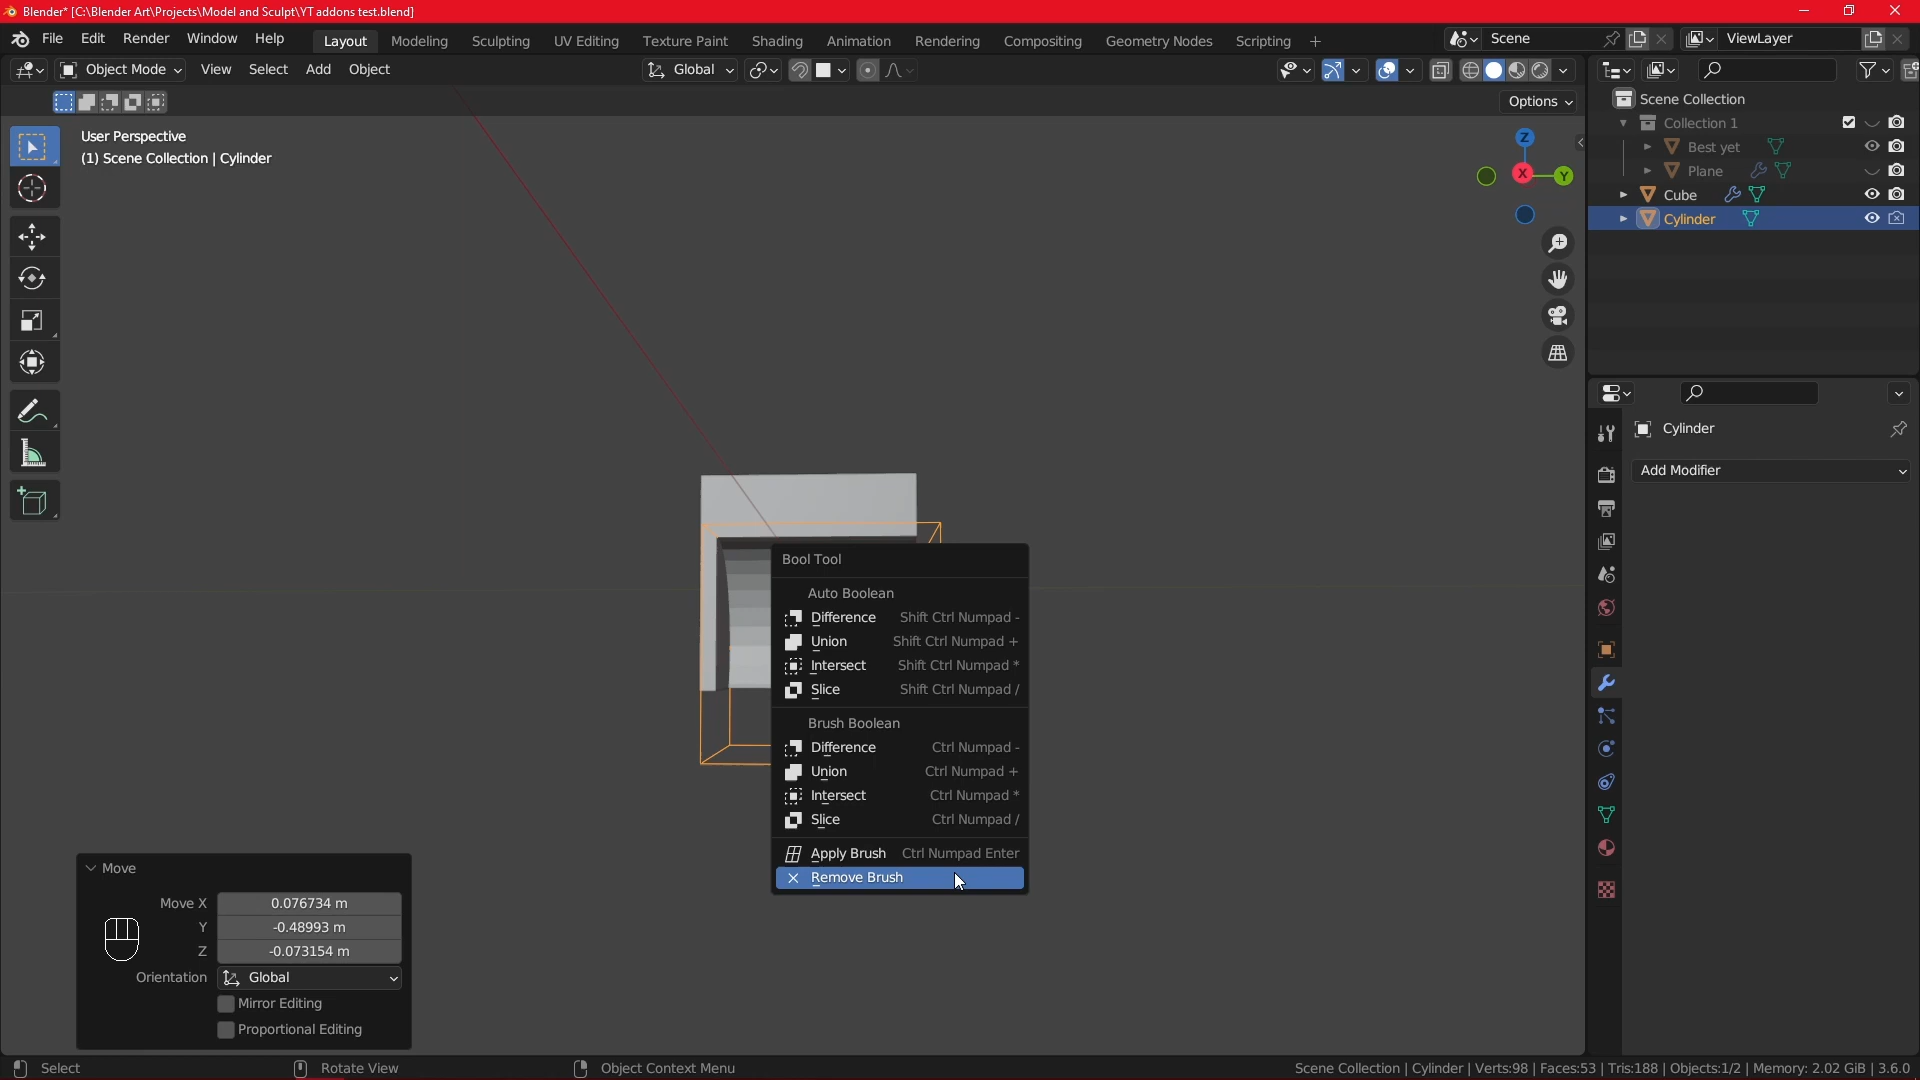 Blender* [C:\Blender Art\Projects\Model and Sculpt\YT addons test.blend]
File Edit Render Window Help Layout Modeling Sculpting UV Editing Texture Paint Shading Animation Rendering Compositing Geometry Nodes Scripting + Scene ViewLayer
Object Mode View Select Add Object Global
Options
User Perspective
(1) Scene Collection | Cylinder
Z
X
Y
Scene Collection
Collection 1
Best yet
Plane
Cube
Cylinder
Cylinder
Add Modifier
Bool Tool
Auto Boolean
Difference Shift Ctrl Numpad -
Union Shift Ctrl Numpad +
Intersect Shift Ctrl Numpad *
Slice Shift Ctrl Numpad /
Brush Boolean
Difference Ctrl Numpad -
Union Ctrl Numpad +
Intersect Ctrl Numpad *
Slice Ctrl Numpad /
Apply Brush Ctrl Numpad Enter
Remove Brush
Move
Move X 0.076734 m
Y -0.48993 m
Z -0.073154 m
Orientation Global
Mirror Editing
Proportional Editing
Select Rotate View Object Context Menu Scene Collection | Cylinder | Verts:98 | Faces:53 | Tris:188 | Objects:1/2 | Memory: 2.02 GiB | 3.6.0